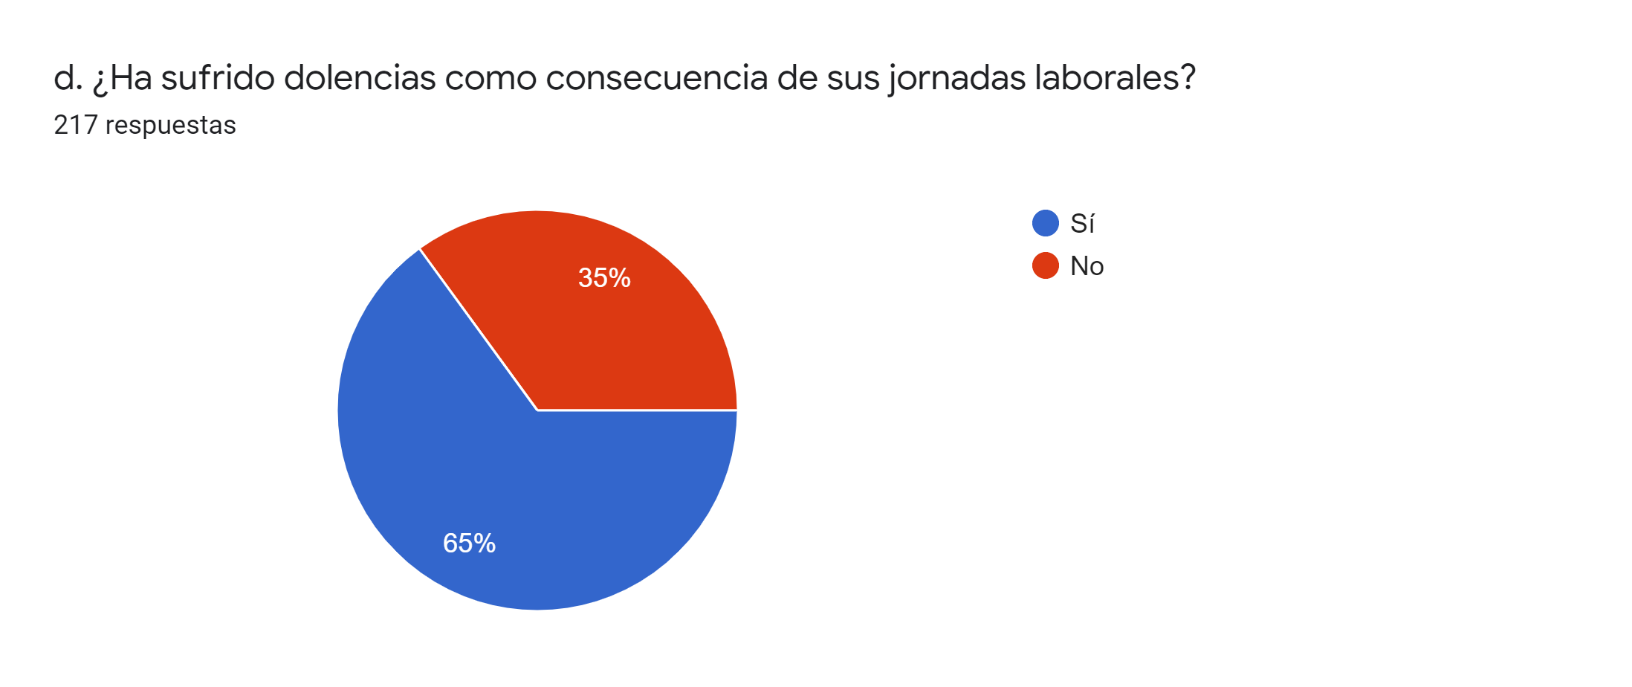 d. ¿Ha sufrido dolencias como consecuencia de sus jornadas laborales?
217 respuestas
Sí
No
35%
65%